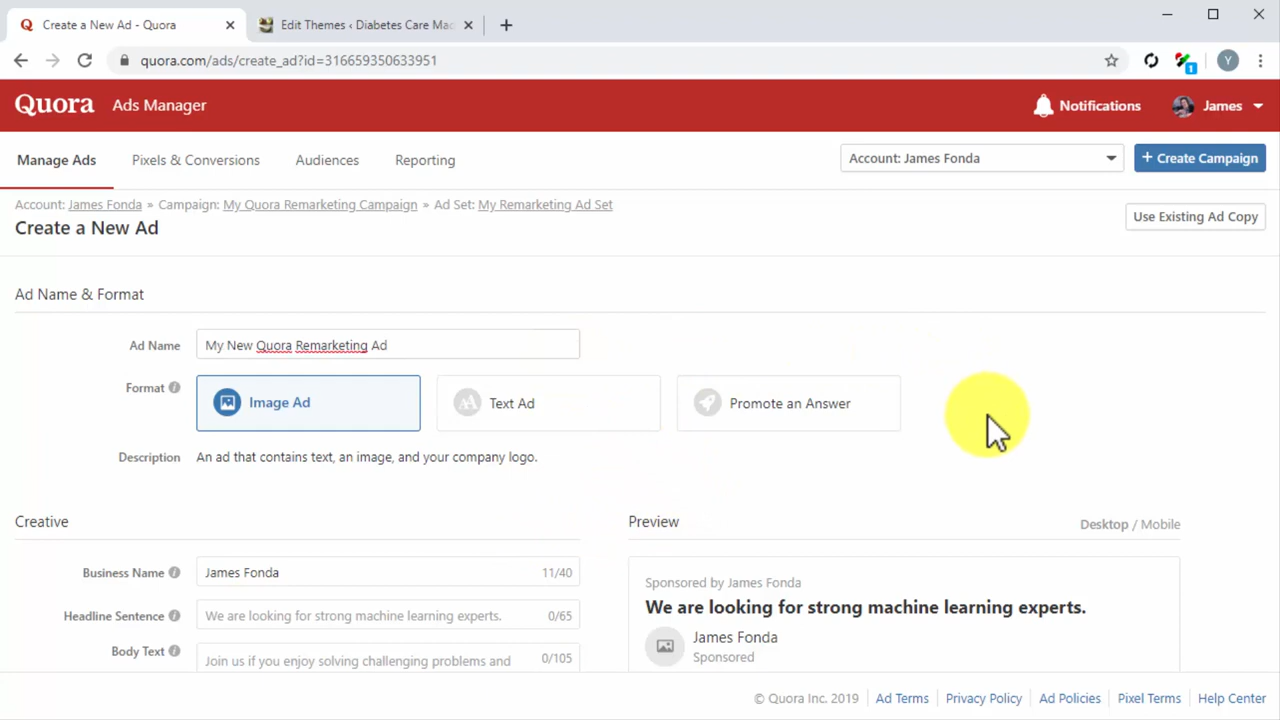 Create a New Ad - Quora
Edit Themes ‹ Diabetes Care Mac
quora.com/ads/create_ad?id=316659350633951
1
Y
Quora Ads Manager
Notifications
James
Manage Ads
Pixels & Conversions
Audiences
Reporting
Account: James Fonda
+ Create Campaign
Account: James Fonda » Campaign: My Quora Remarketing Campaign » Ad Set: My Remarketing Ad Set
Create a New Ad
Use Existing Ad Copy
Ad Name & Format
Ad Name
My New Quora Remarketing Ad
Format
Image Ad
Text Ad
Promote an Answer
Description
An ad that contains text, an image, and your company logo.
Creative
Business Name
James Fonda
11/40
Headline Sentence
We are looking for strong machine learning experts.
0/65
Body Text
Join us if you enjoy solving challenging problems and
0/105
Preview
Desktop / Mobile
Sponsored by James Fonda
We are looking for strong machine learning experts.
James Fonda
Sponsored
© Quora Inc. 2019
Ad Terms
Privacy Policy
Ad Policies
Pixel Terms
Help Center